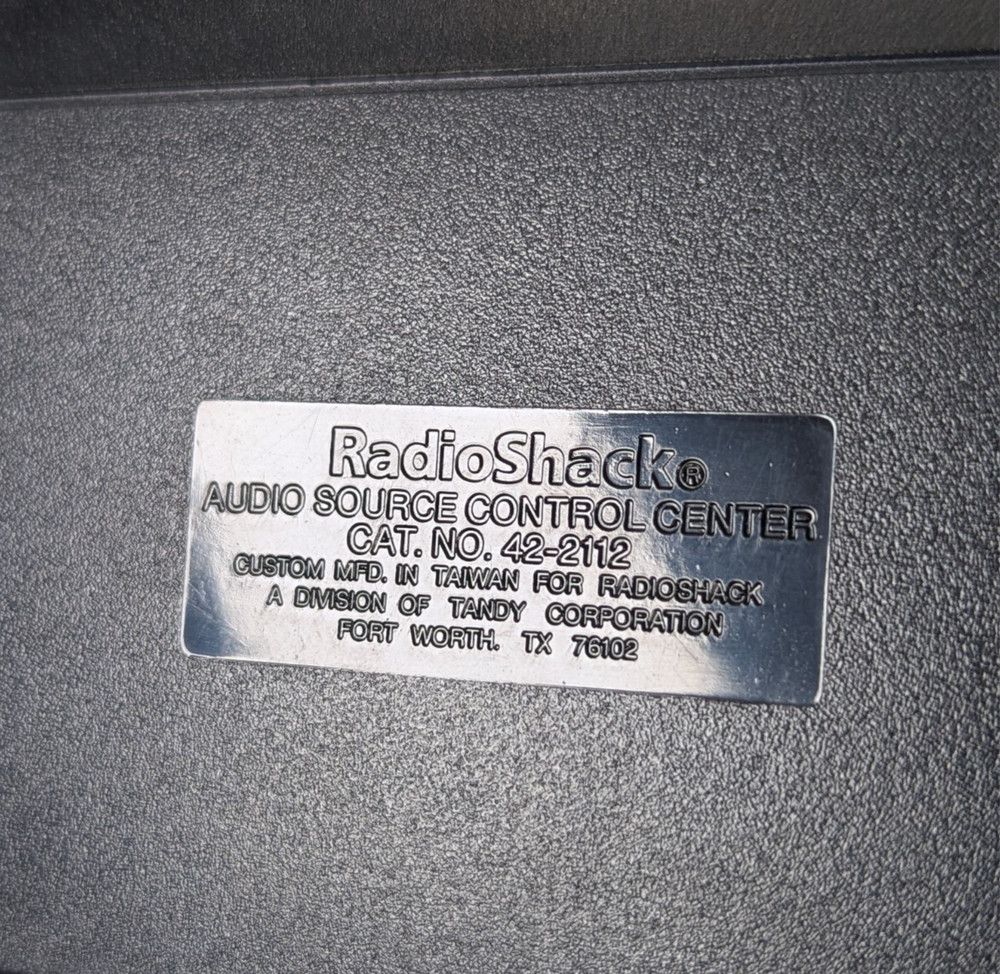 RadioShack®
AUDIO SOURCE CONTROL CENTER
CAT. NO. 42-2112
CUSTOM MFD. IN TAIWAN FOR RADIOSHACK
A DIVISION OF TANDY CORPORATION
FORT WORTH. TX 76102